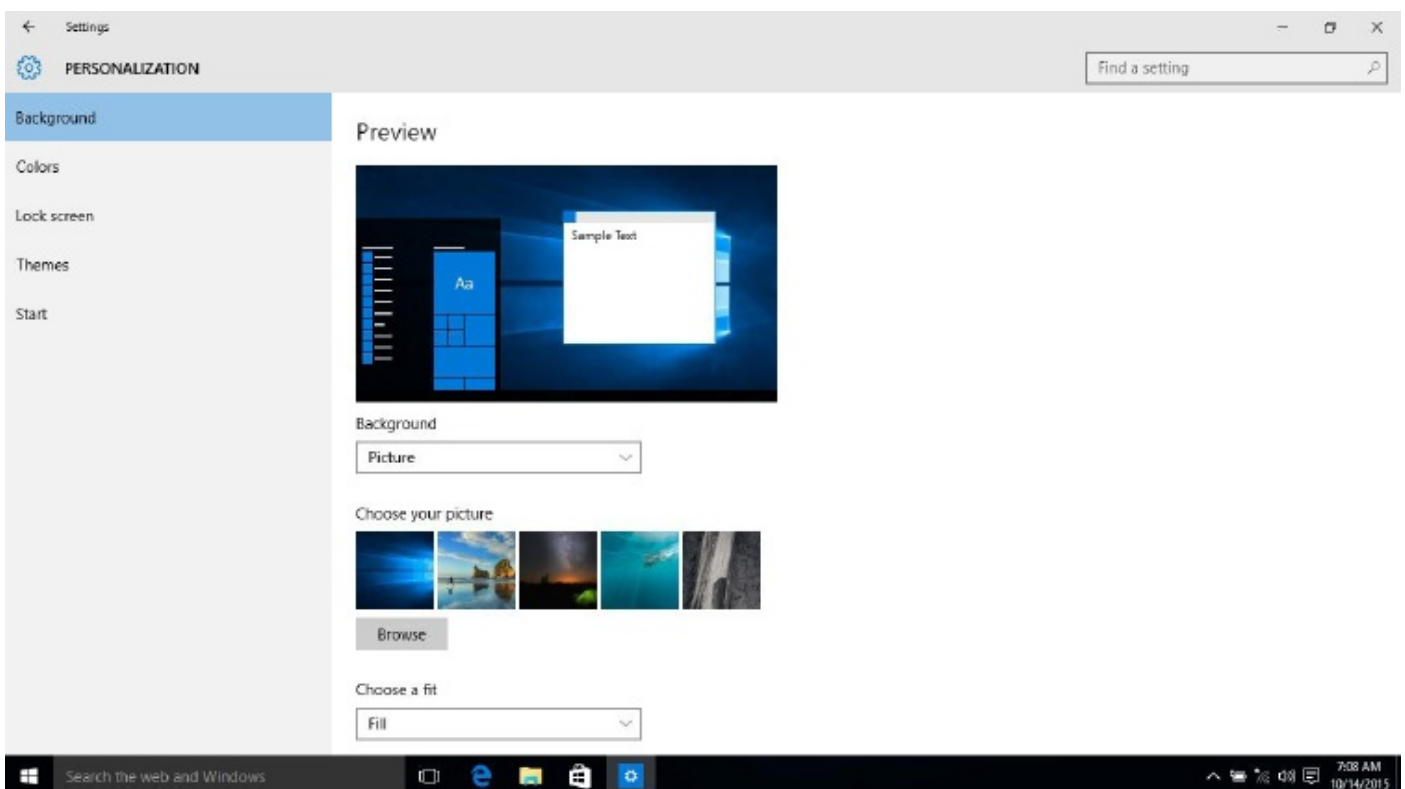 Settings
PERSONALIZATION
Find a setting
Background
Colors
Lock screen
Themes
Start
Preview
Sample Text
Aa
Background
Picture
Choose your picture
Browse
Choose a fit
Fill
Search the web and Windows
7:08 AM
10/14/2015